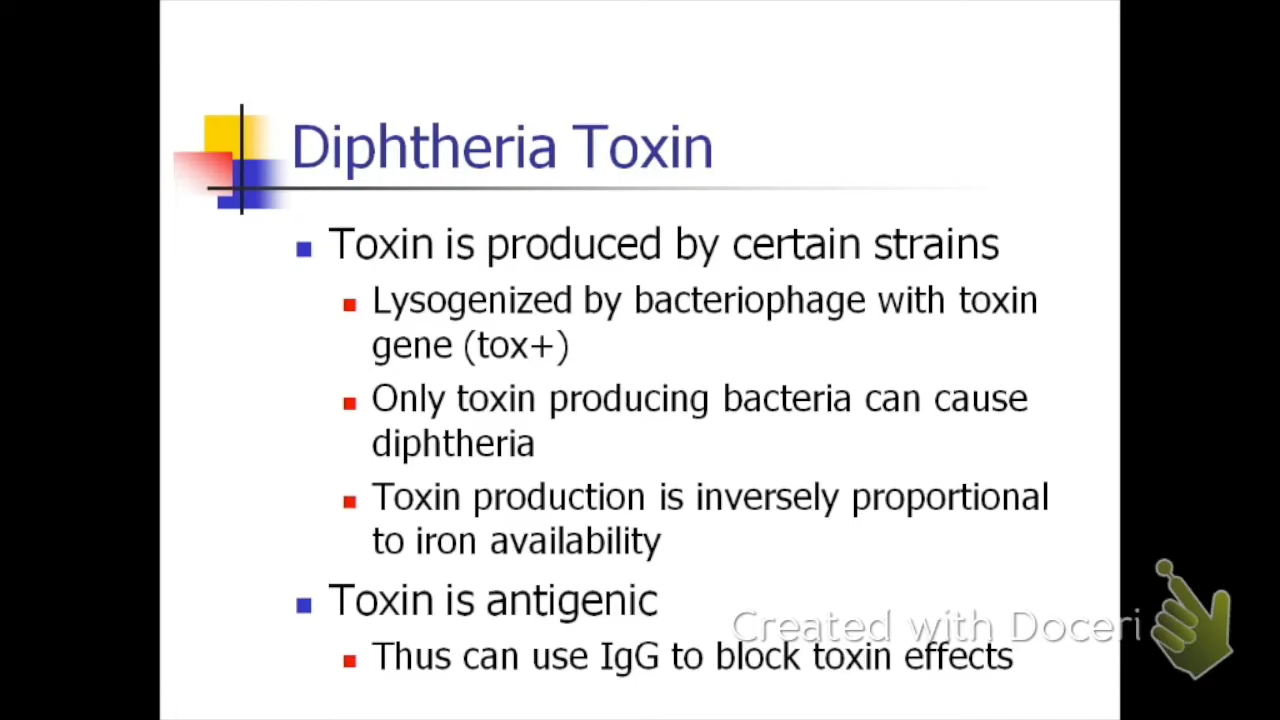 Diphtheria Toxin
Toxin is produced by certain strains
Lysogenized by bacteriophage with toxin
gene (tox+)
Only toxin producing bacteria can cause
diphtheria
Toxin production is inversely proportional
to iron availability
Toxin is antigenic
Created with Doceri
Thus can use IgG to block toxin effects